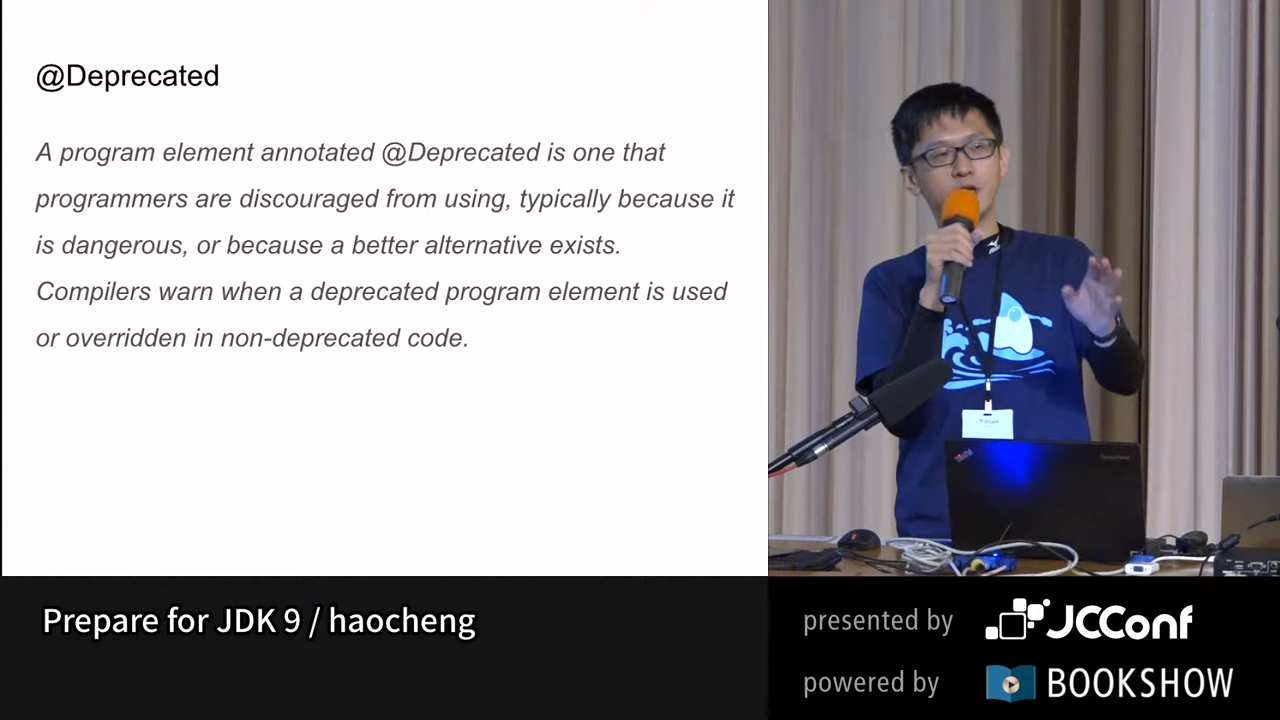 @Deprecated
A program element annotated @Deprecated is one that
programmers are discouraged from using, typically because it
is dangerous, or because a better alternative exists.
Compilers warn when a deprecated program element is used
or overridden in non-deprecated code.
Prepare for JDK 9 / haocheng
presented by JCConf
powered by BOOKSHOW